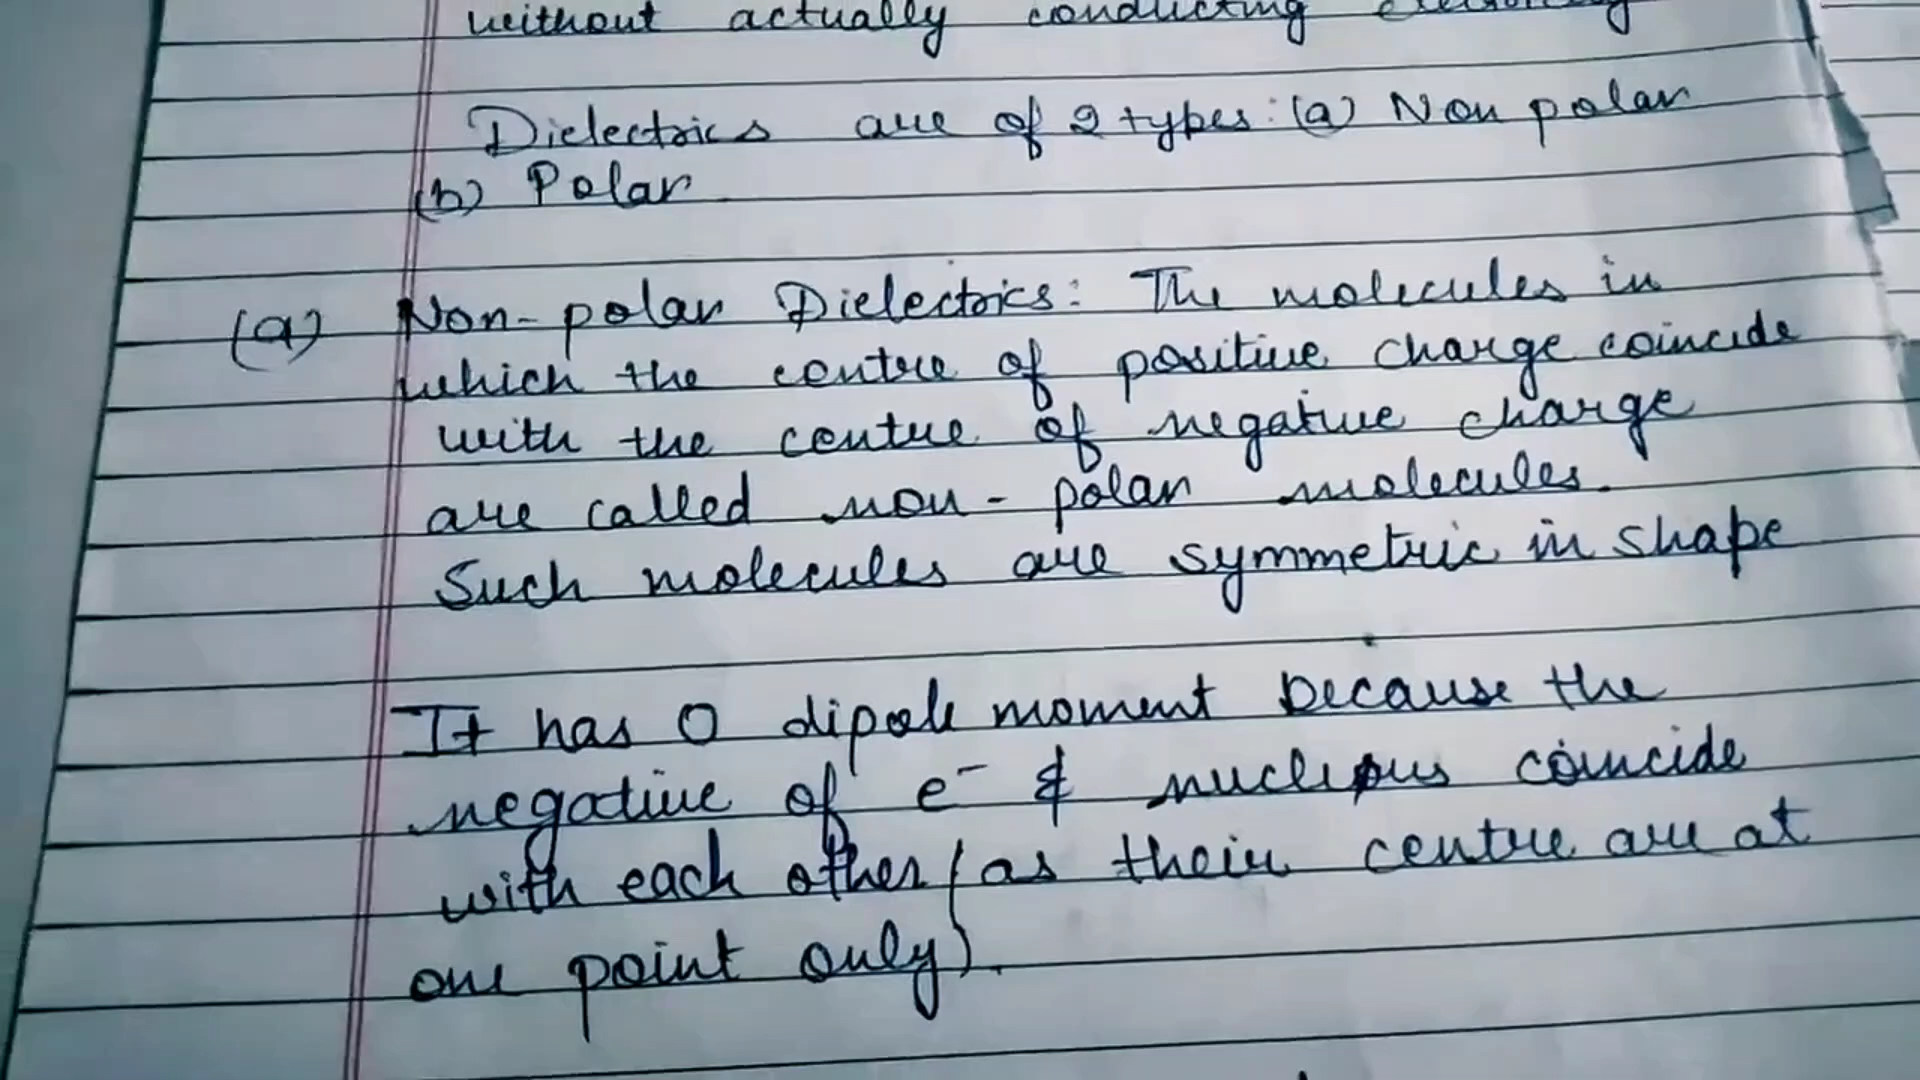 without actually conducting electricity
Dielectrics are of 2 types: (a) Non polar
(b) Polar
(a) Non-polar Dielectrics: The molecules in
which the centre of positive charge coincide
with the centre of negative charge
are called non-polar molecules.
Such molecules are symmetric in shape
It has 0 dipole moment because the
negative of e⁻ & nucleus coincide
with each other (as their centre are at
one point only).